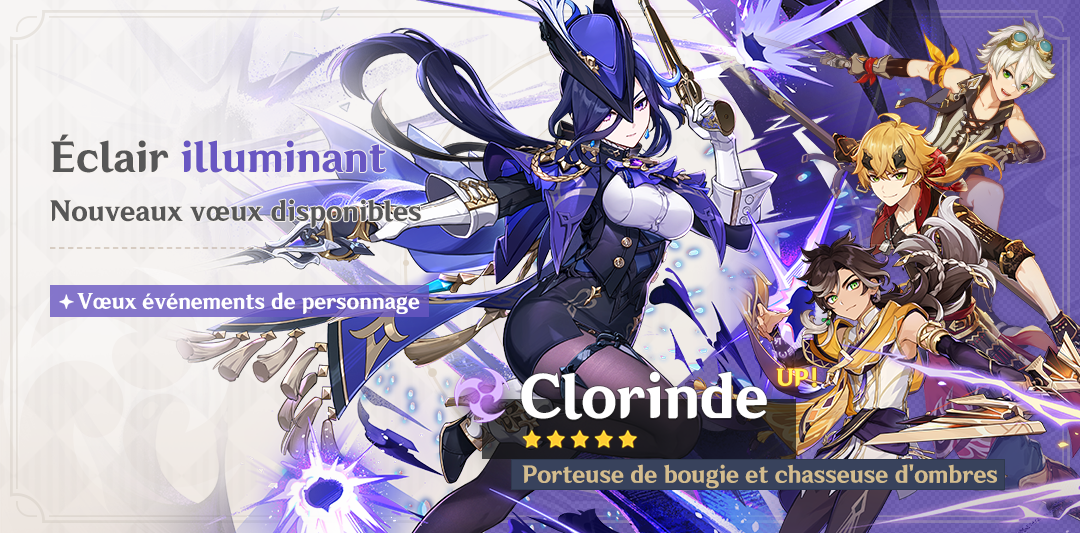 Éclair illuminant
Nouveaux vœux disponibles
Vœux événements de personnage
UP!
Clorinde
Porteuse de bougie et chasseuse d'ombres